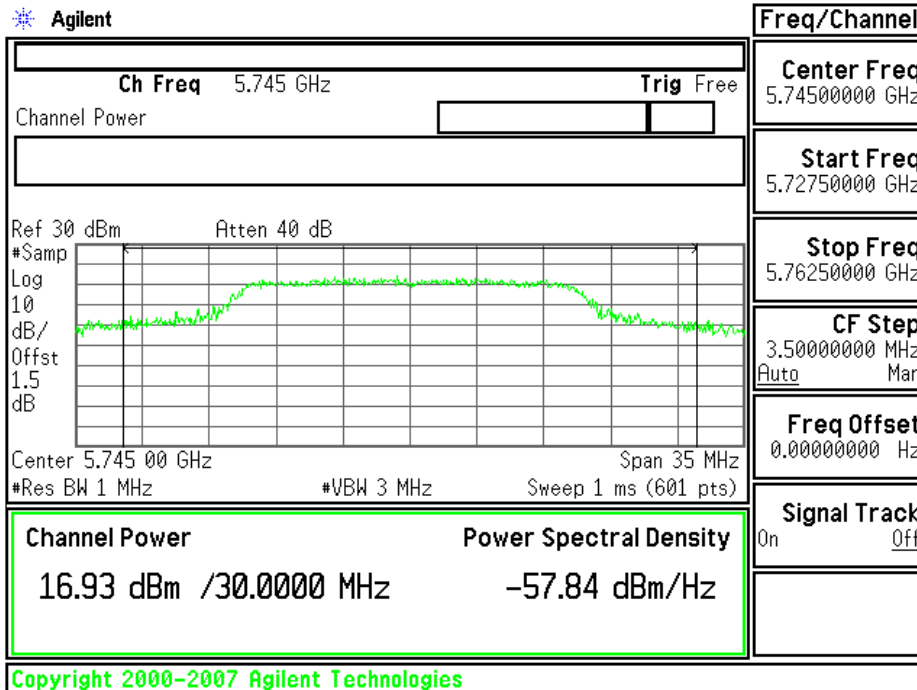 Agilent
Freq/Channel
Ch Freq 5.745 GHz Trig Free
Channel Power
Center Freq
5.74500000 GHz
Start Freq
5.72750000 GHz
Stop Freq
5.76250000 GHz
CF Step
3.50000000 MHz
Auto Man
Freq Offset
0.00000000 Hz
Signal Track
On Off
Ref 30 dBm Atten 40 dB
#Samp
Log
10
dB/
Offst
1.5
dB
Center 5.745 00 GHz Span 35 MHz
#Res BW 1 MHz #VBW 3 MHz Sweep 1 ms (601 pts)
Channel Power Power Spectral Density
16.93 dBm /30.0000 MHz -57.84 dBm/Hz
Copyright 2000-2007 Agilent Technologies